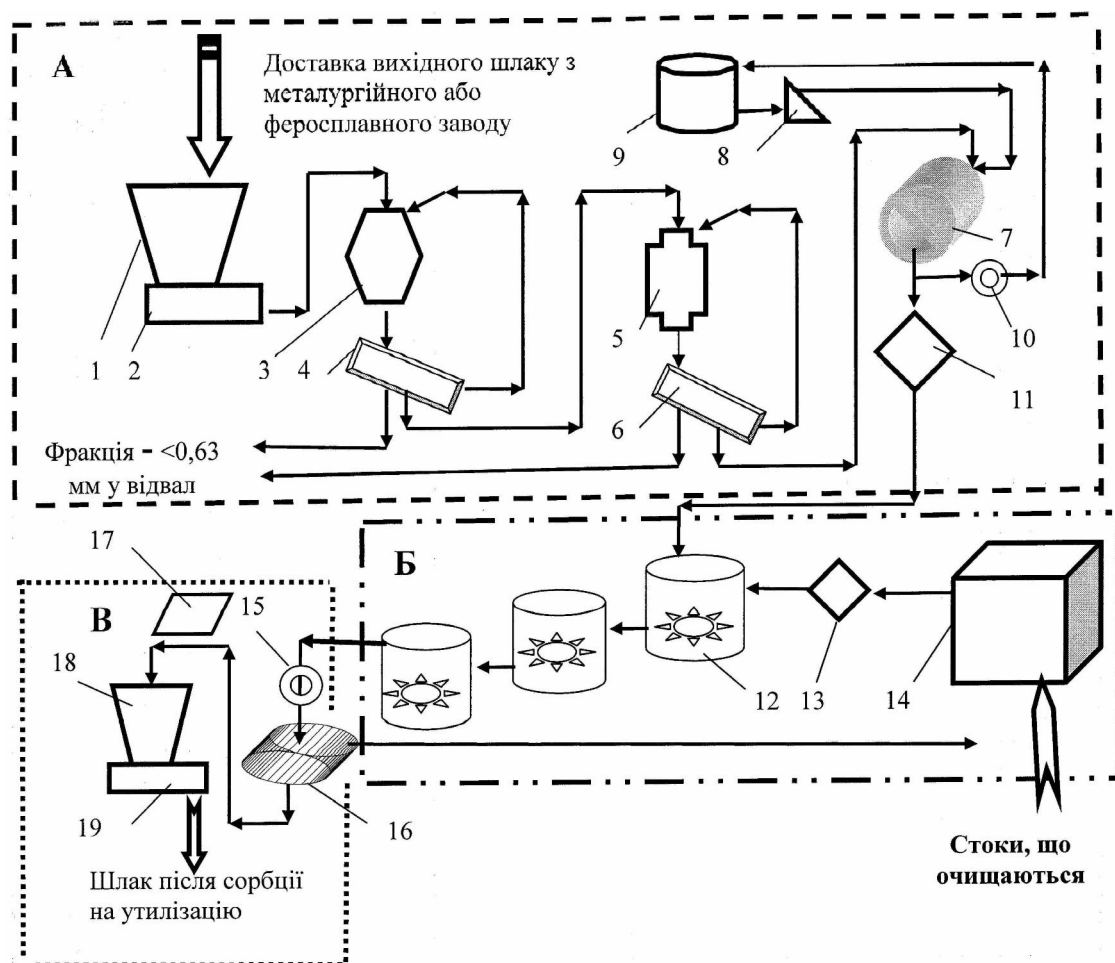 А
Доставка вихідного шлаку з
металургійного або
феросплавного заводу
9
8
7
1
2
3
4
5
6
10
11
Фракція - <0,63
мм у відвал
17
15
Б
В
18
12
13
14
19
16
Шлак після сорбції
на утилізацію
Стоки, що
очищаються